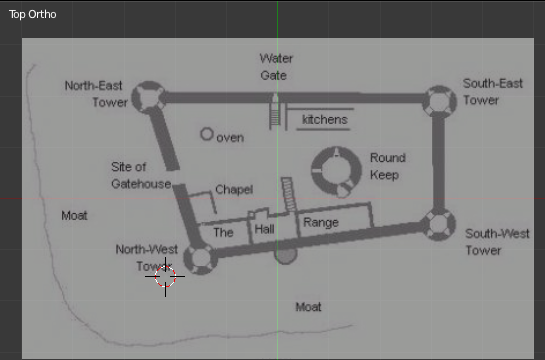 Top Ortho
Water
Gate
North-East
Tower
South-East
Tower
kitchens
oven
Round
Keep
Site of
Gatehouse
Chapel
Moat
The
Hall
Range
North-West
Tower
South-West
Tower
Moat